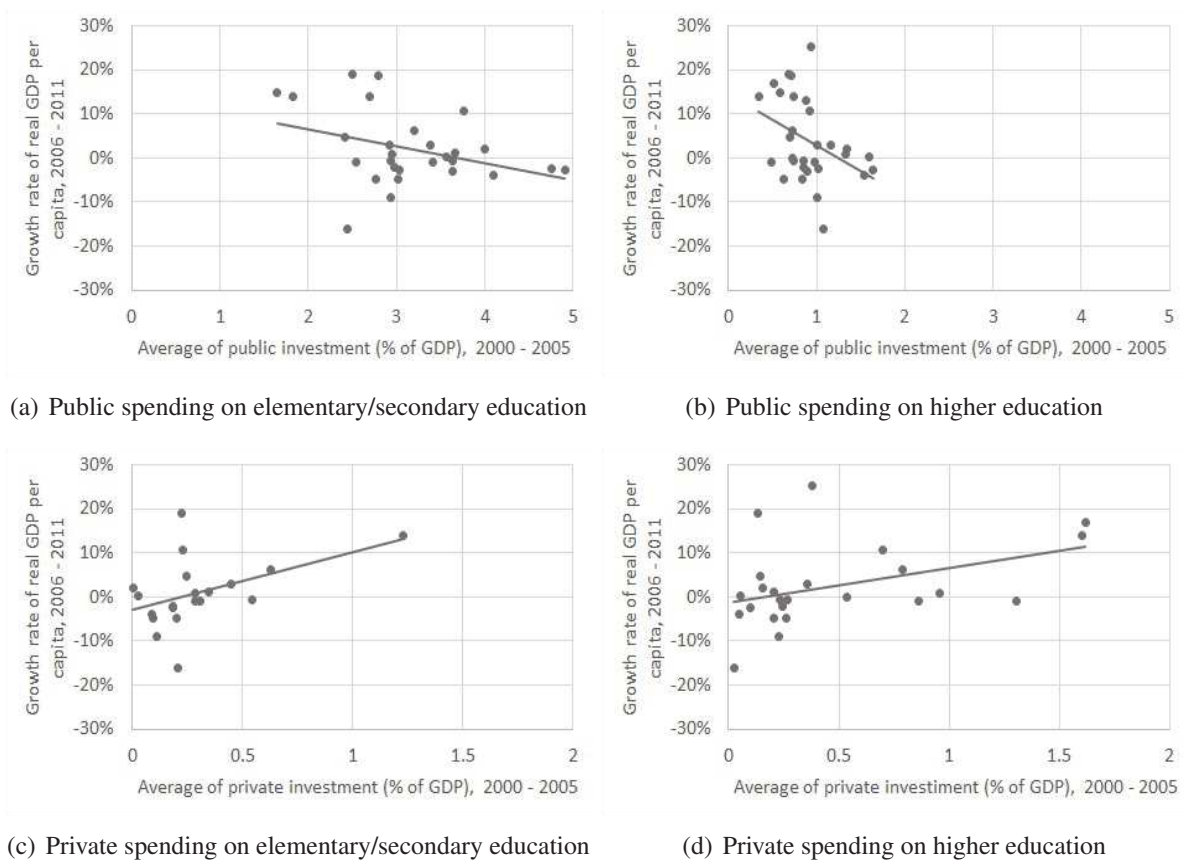 30%
20%
10%
0%
-10%
-20%
-30%
Growth rate of real GDP per
capita, 2006 - 2011
0 1 2 3 4 5
Average of public investment (% of GDP), 2000 - 2005
(a) Public spending on elementary/secondary education
30%
20%
10%
0%
-10%
-20%
-30%
Growth rate of real GDP per
capita, 2006 - 2011
0 1 2 3 4 5
Average of public investment (% of GDP), 2000 - 2005
(b) Public spending on higher education
30%
20%
10%
0%
-10%
-20%
-30%
Growth rate of real GDP per
capita, 2006 - 2011
0 0.5 1 1.5 2
Average of private investment (% of GDP), 2000 - 2005
(c) Private spending on elementary/secondary education
30%
20%
10%
0%
-10%
-20%
-30%
Growth rate of real GDP per
capita, 2006 - 2011
0 0.5 1 1.5 2
Average of private investiment (% of GDP), 2000 - 2005
(d) Private spending on higher education